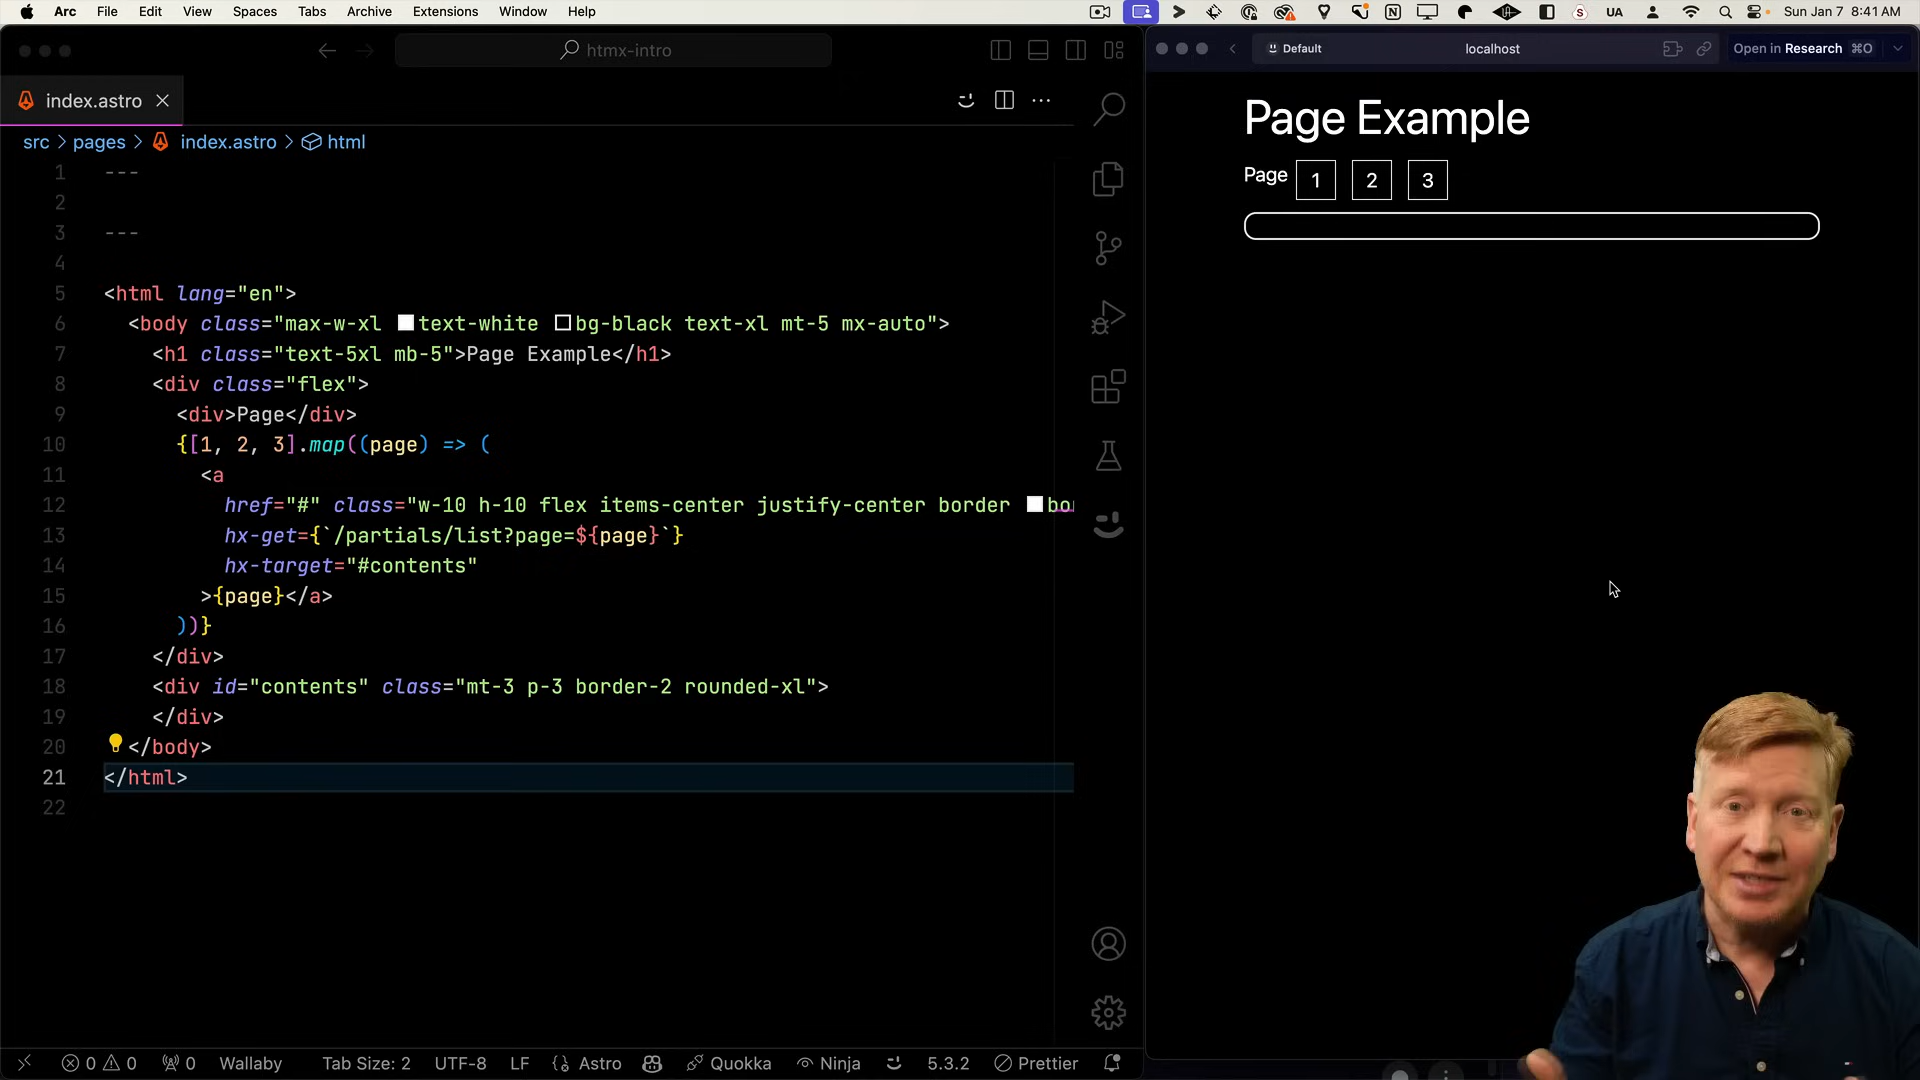 Arc File Edit View Spaces Tabs Archive Extensions Window Help
N S UA Sun Jan 7 8:41 AM
htmx-intro
index.astro
src > pages > index.astro > html
1 ---
2
3 ---
4
5 <html lang="en">
6 <body class="max-w-xl text-white bg-black text-xl mt-5 mx-auto">
7 <h1 class="text-5xl mb-5">Page Example</h1>
8 <div class="flex">
9 <div>Page</div>
10 {[1, 2, 3].map((page) => (
11 <a
12 href="#" class="w-10 h-10 flex items-center justify-center border bo
13 hx-get={`/partials/list?page=${page}`}
14 hx-target="#contents"
15 >{page}</a>
16 ))}
17 </div>
18 <div id="contents" class="mt-3 p-3 border-2 rounded-xl">
19 </div>
20 </body>
21 </html>
22
0 0 0 Wallaby Tab Size: 2 UTF-8 LF Astro Quokka Ninja 5.3.2 Prettier
Default localhost Open in Research ⌘O
Page Example
Page 1 2 3